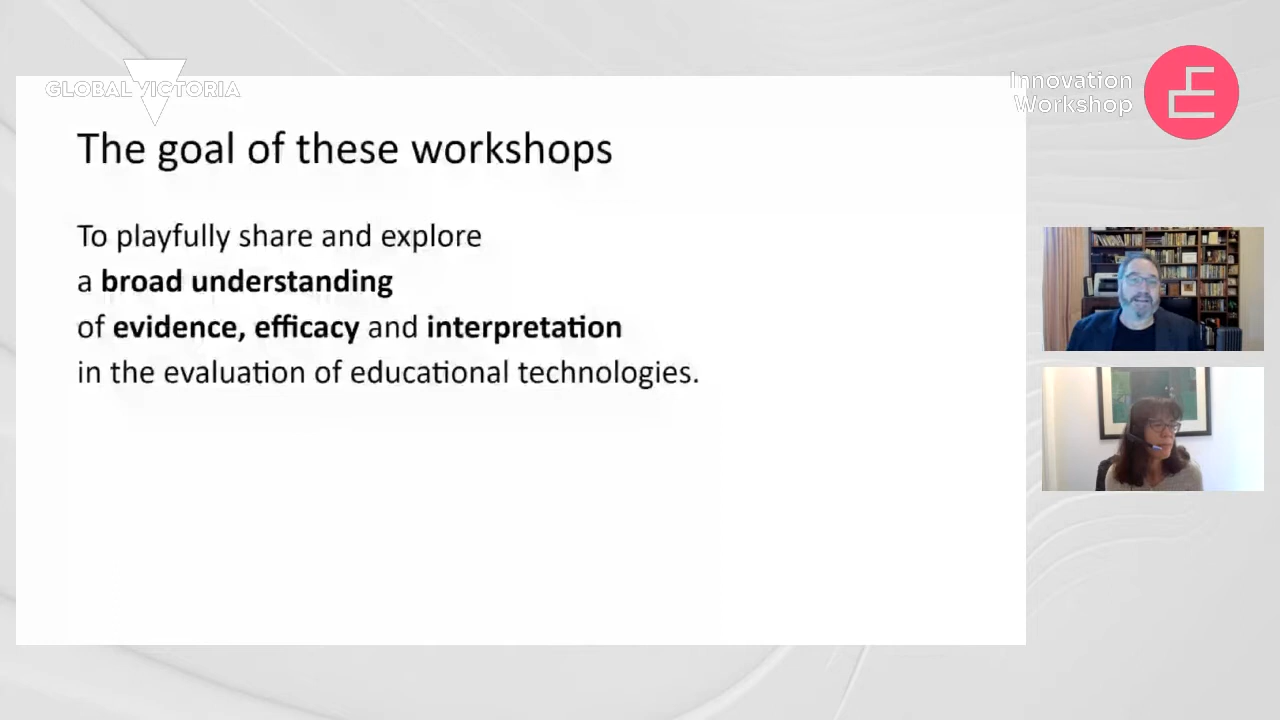 GLOBAL VICTORIA
Innovation
Workshop
The goal of these workshops
To playfully share and explore
a broad understanding
of evidence, efficacy and interpretation
in the evaluation of educational technologies.